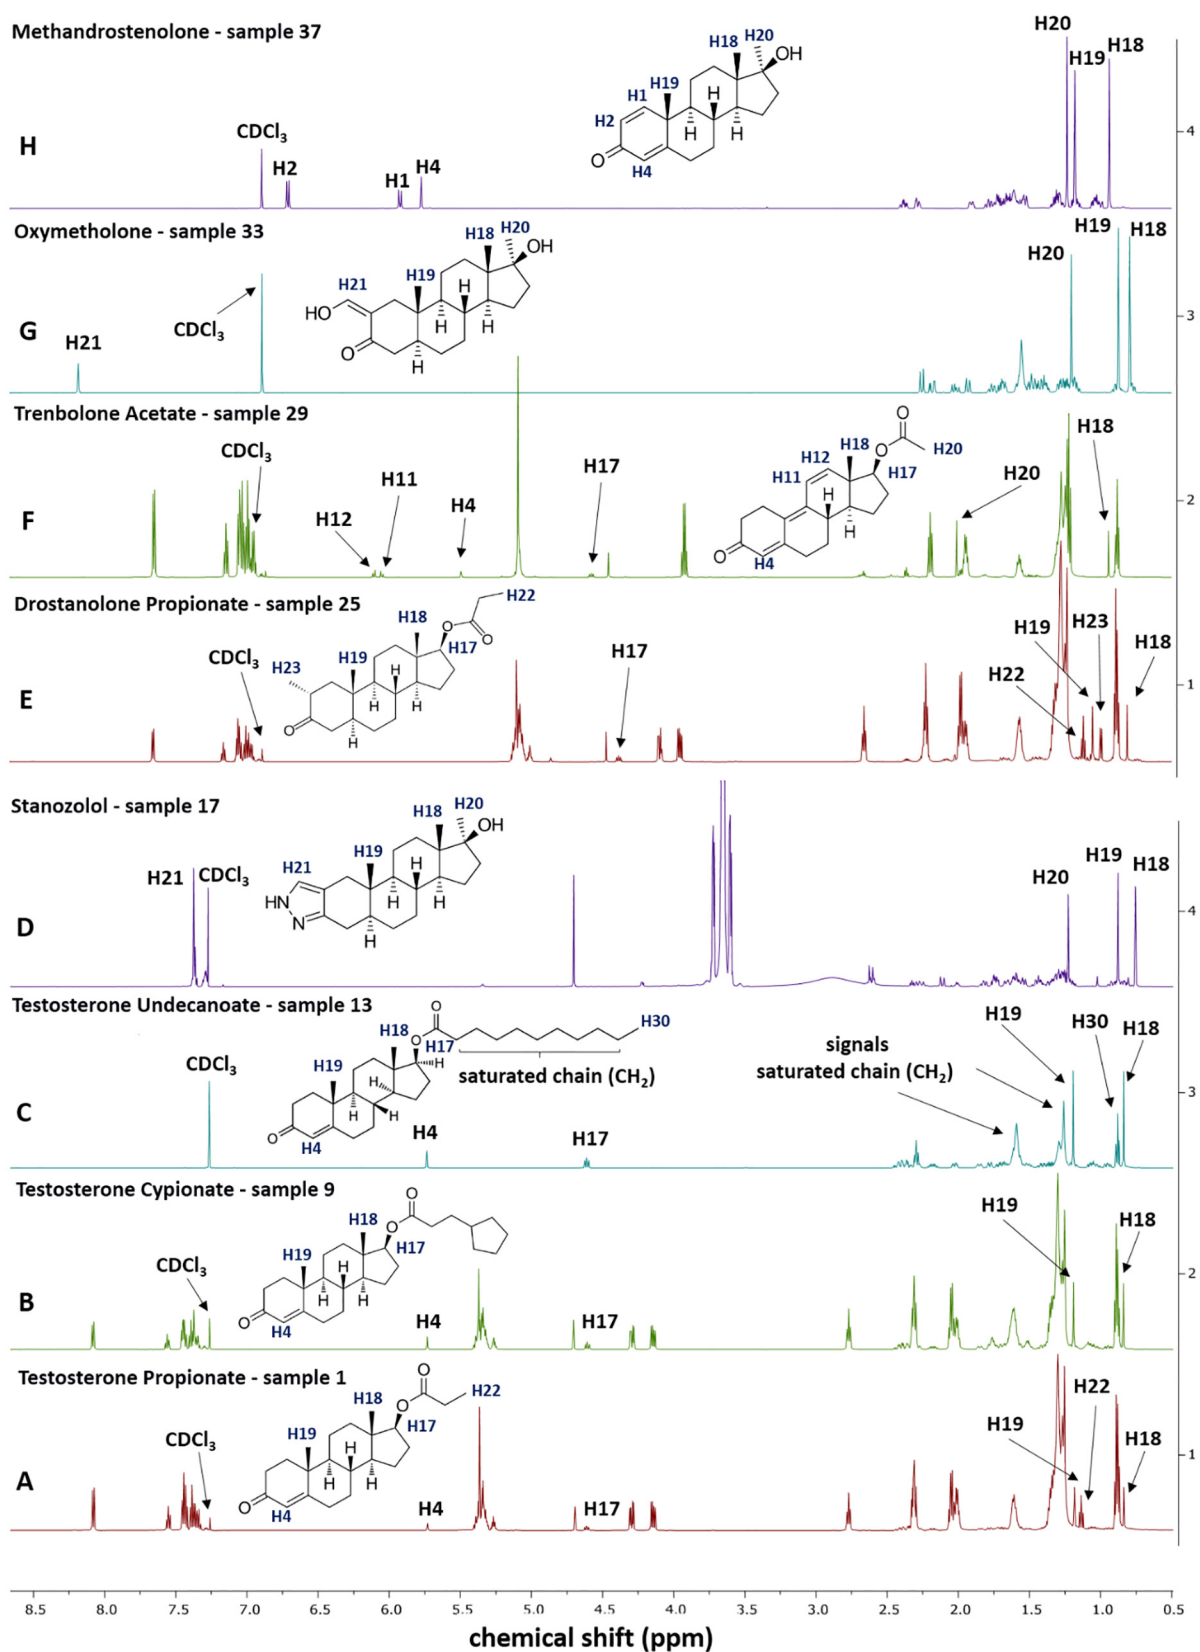 Methandrostenolone - sample 37
H20
H18
H19
H18
H20
OH
H19
H1
H2
O
H
H
H
H4
CDCl3
H2
H1
H4
H
4
Oxymetholone - sample 33
H18
H20
OH
H21
H19
HO
O
H
H
H
H
H19
H18
H20
CDCl3
H21
G
3
Trenbolone Acetate - sample 29
O
H18
O
H20
H12
H11
H17
H
H
O
H4
CDCl3
H12
H11
H4
H17
H20
H18
F
2
Drostanolone Propionate - sample 25
H22
H18
O
O
H17
H19
H23
O
H
H
H
H
CDCl3
H17
H19
H23
H22
H18
E
1
Stanozolol - sample 17
H18
H20
OH
H19
H21
HN
N
H
H
H
H
H21
CDCl3
H20
H19
H18
D
4
Testosterone Undecanoate - sample 13
O
H18
O
H17
H30
H
saturated chain (CH2)
H19
H
H
H
O
H4
CDCl3
H4
H17
signals
saturated chain (CH2)
H19
H30
H18
C
3
Testosterone Cypionate - sample 9
O
H18
O
H17
H19
H
H
H
O
H4
CDCl3
H4
H17
H19
H18
B
2
Testosterone Propionate - sample 1
O
H18
O
H22
H17
H19
H
H
H
O
H4
CDCl3
H4
H17
H19
H22
H18
A
1
8.5 8.0 7.5 7.0 6.5 6.0 5.5 5.0 4.5 4.0 3.5 3.0 2.5 2.0 1.5 1.0 0.5
chemical shift (ppm)